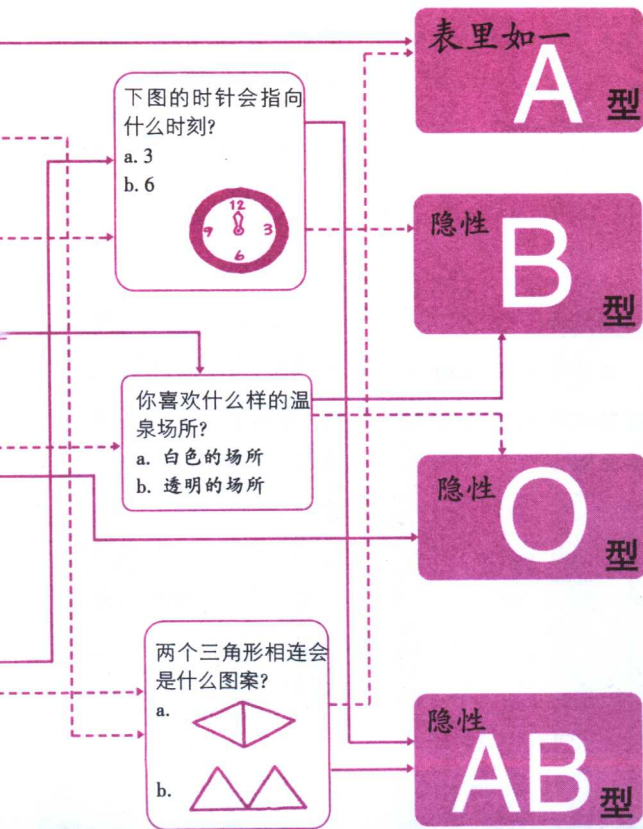 表里如一
A
型
下图的时针会指向
什么时刻?
a. 3
b. 6
12
9
3
6
隐性
B
型
你喜欢什么样的温
泉场所?
a. 白色的场所
b. 透明的场所
隐性
O
型
两个三角形相连会
是什么图案?
a.
b.
隐性
AB
型